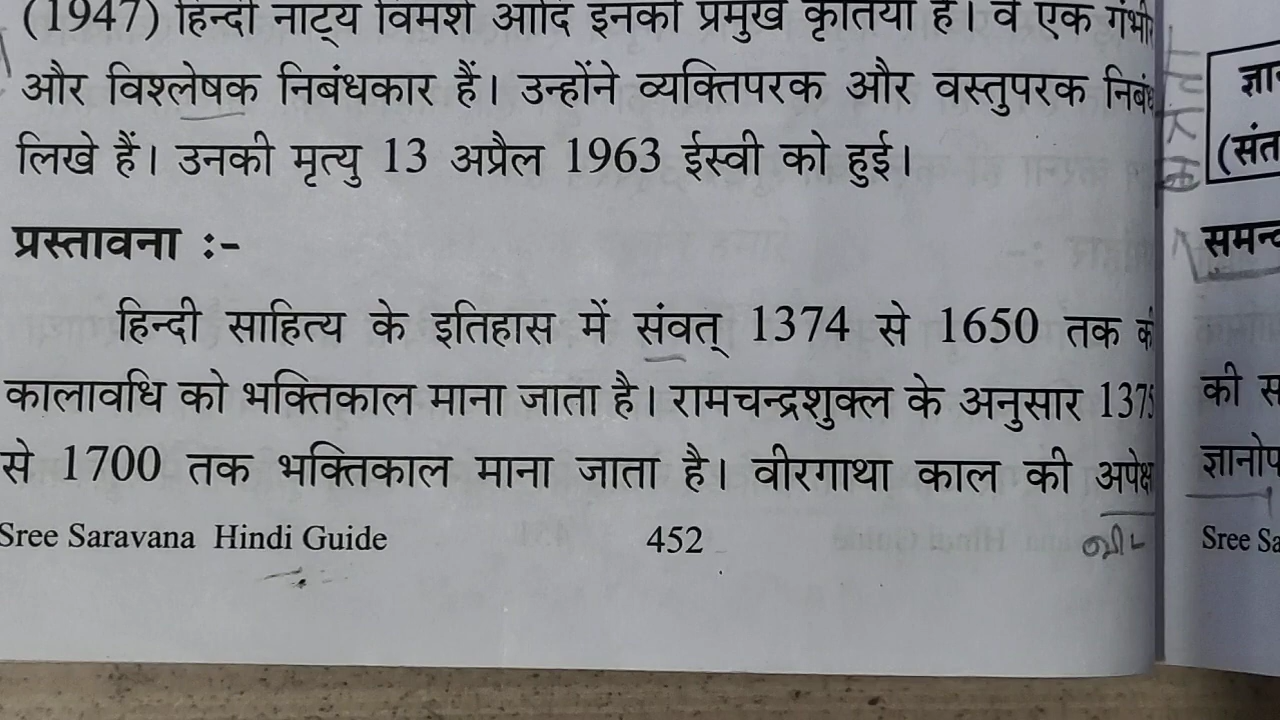 (1947) हिन्दी नाट्य विमर्श आदि इनकी प्रमुख कृतियाँ हैं। वे एक
और विश्लेषक निबंधकार हैं। उन्होंने व्यक्तिपरक और वस्तुपरक
लिखे हैं। उनकी मृत्यु 13 अप्रैल 1963 ईस्वी को हुई।
प्रस्तावना :-
हिन्दी साहित्य के इतिहास में संवत् 1374 से 1650 तक
कालावधि को भक्तिकाल माना जाता है। रामचन्द्रशुक्ल के अनुसार 1375
से 1700 तक भक्तिकाल माना जाता है। वीरगाथा काल की
Sree Saravana Hindi Guide 452
की
Sree